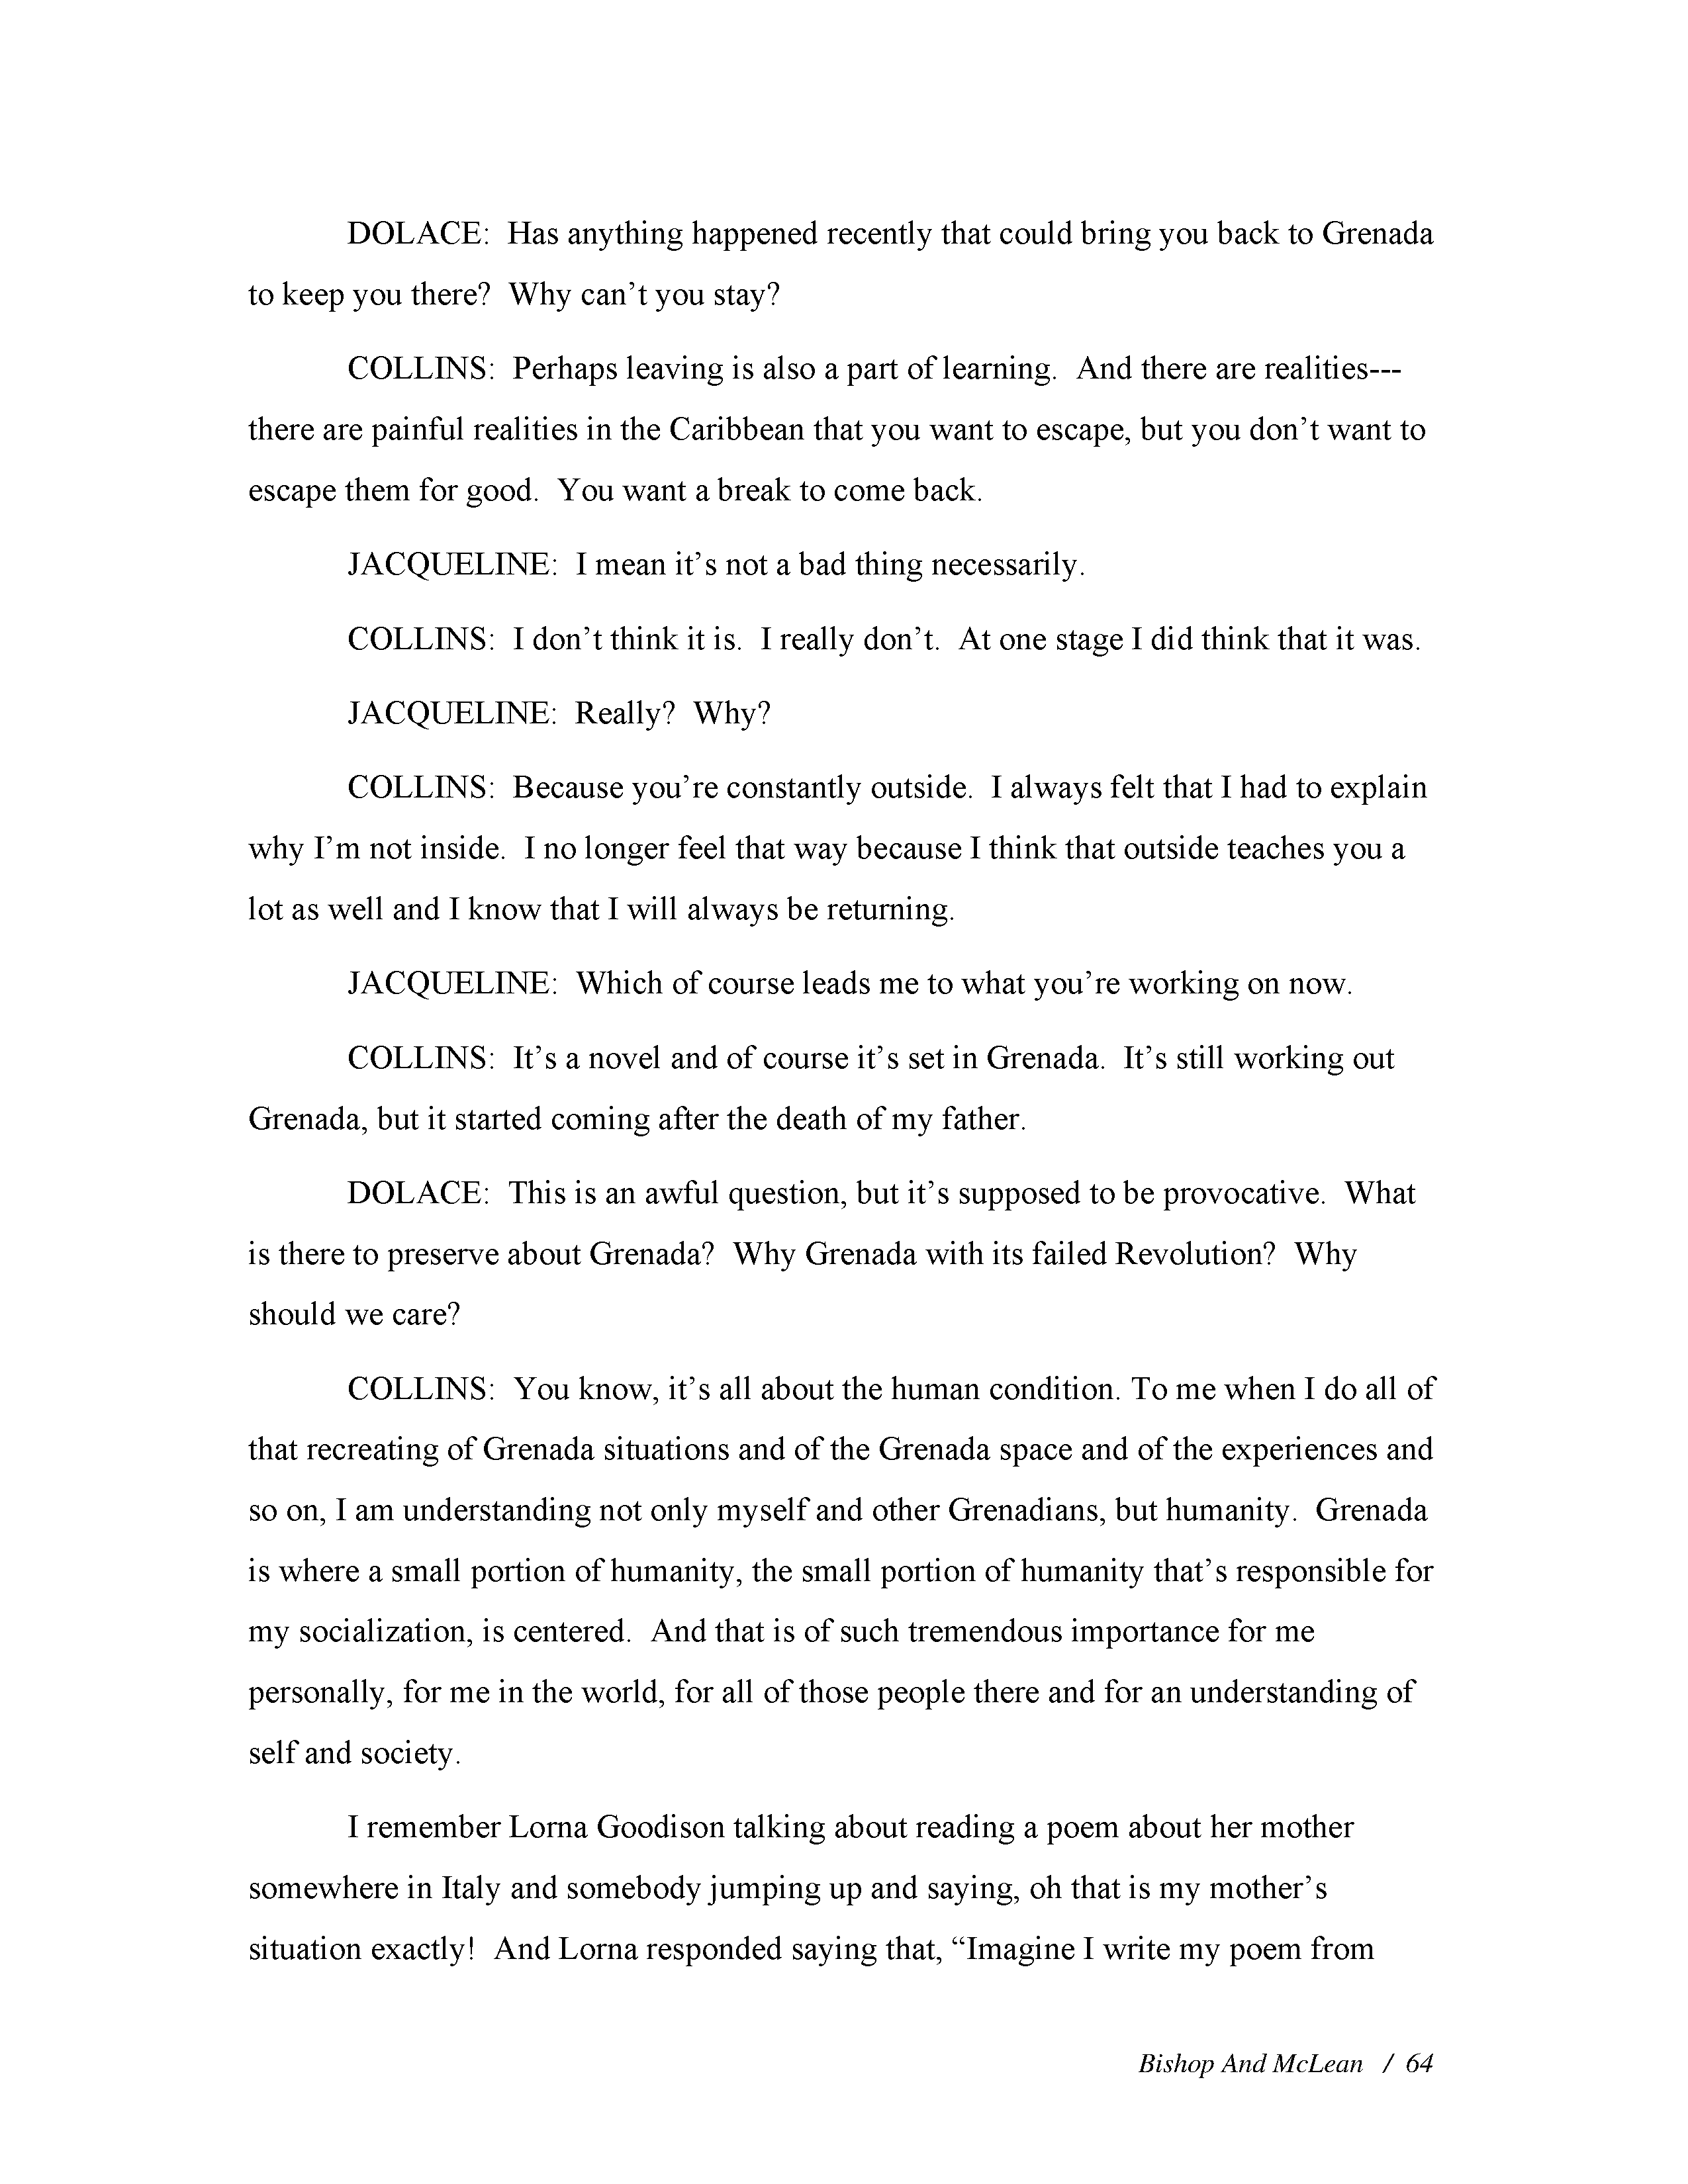 DOLACE:  Has anything happened recently that could bring you back to Grenada
to keep you there?  Why can’t you stay?
COLLINS:  Perhaps leaving is also a part of learning.  And there are realities---
there are painful realities in the Caribbean that you want to escape, but you don’t want to
escape them for good.  You want a break to come back.
JACQUELINE:  I mean it’s not a bad thing necessarily.
COLLINS:  I don’t think it is.  I really don’t.  At one stage I did think that it was.
JACQUELINE:  Really?  Why?
COLLINS:  Because you’re constantly outside.  I always felt that I had to explain
why I’m not inside.  I no longer feel that way because I think that outside teaches you a
lot as well and I know that I will always be returning.
JACQUELINE:  Which of course leads me to what you’re working on now.
COLLINS:  It’s a novel and of course it’s set in Grenada.  It’s still working out
Grenada, but it started coming after the death of my father.
DOLACE:  This is an awful question, but it’s supposed to be provocative.  What
is there to preserve about Grenada?  Why Grenada with its failed Revolution?  Why
should we care?
COLLINS:  You know, it’s all about the human condition. To me when I do all of
that recreating of Grenada situations and of the Grenada space and of the experiences and
so on, I am understanding not only myself and other Grenadians, but humanity.  Grenada
is where a small portion of humanity, the small portion of humanity that’s responsible for
my socialization, is centered.  And that is of such tremendous importance for me
personally, for me in the world, for all of those people there and for an understanding of
self and society.
I remember Lorna Goodison talking about reading a poem about her mother
somewhere in Italy and somebody jumping up and saying, oh that is my mother’s
situation exactly!  And Lorna responded saying that, “Imagine I write my poem from
Bishop And McLean / 64